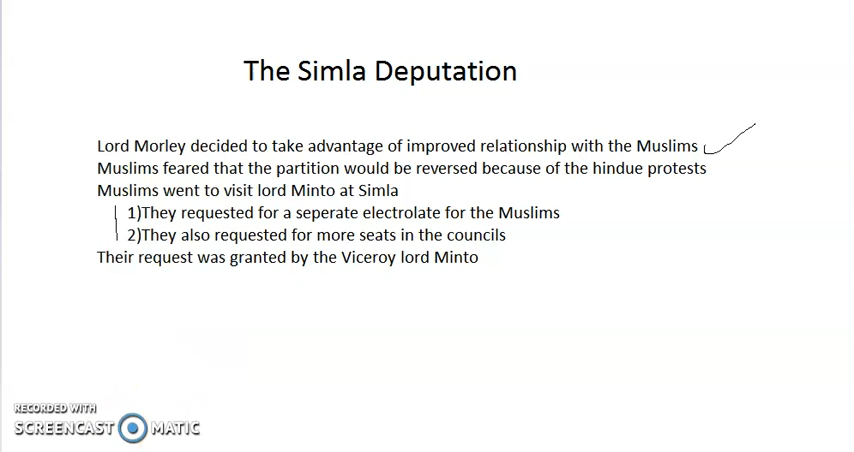 The Simla Deputation
Lord Morley decided to take advantage of improved relationship with the Muslims
Muslims feared that the partition would be reversed because of the hindue protests
Muslims went to visit lord Minto at Simla
1)They requested for a seperate electrolate for the Muslims
2)They also requested for more seats in the councils
Their request was granted by the Viceroy lord Minto
RECORDED WITH
SCREENCAST MATIC